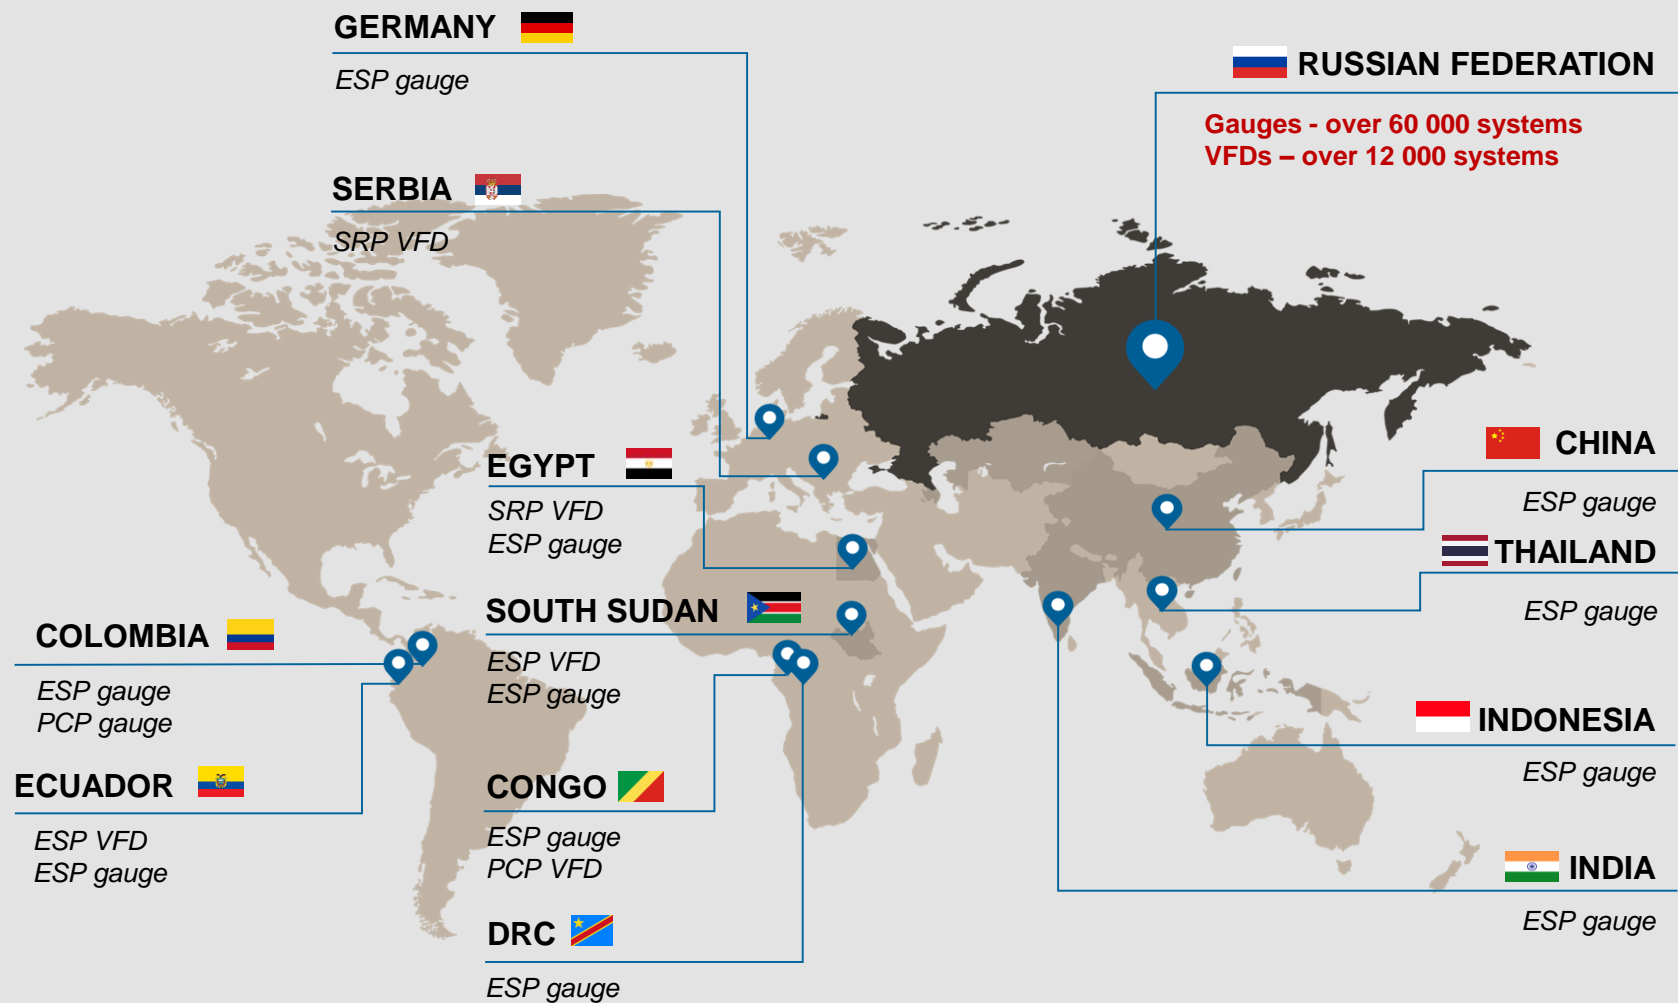 GERMANY
ESP gauge
RUSSIAN FEDERATION
Gauges - over 60 000 systems
VFDs – over 12 000 systems
SERBIA
SRP VFD
EGYPT
SRP VFD
ESP gauge
CHINA
ESP gauge
THAILAND
ESP gauge
SOUTH SUDAN
ESP VFD
ESP gauge
COLOMBIA
ESP gauge
PCP gauge
INDONESIA
ESP gauge
ECUADOR
ESP VFD
ESP gauge
CONGO
ESP gauge
PCP VFD
INDIA
ESP gauge
DRC
ESP gauge